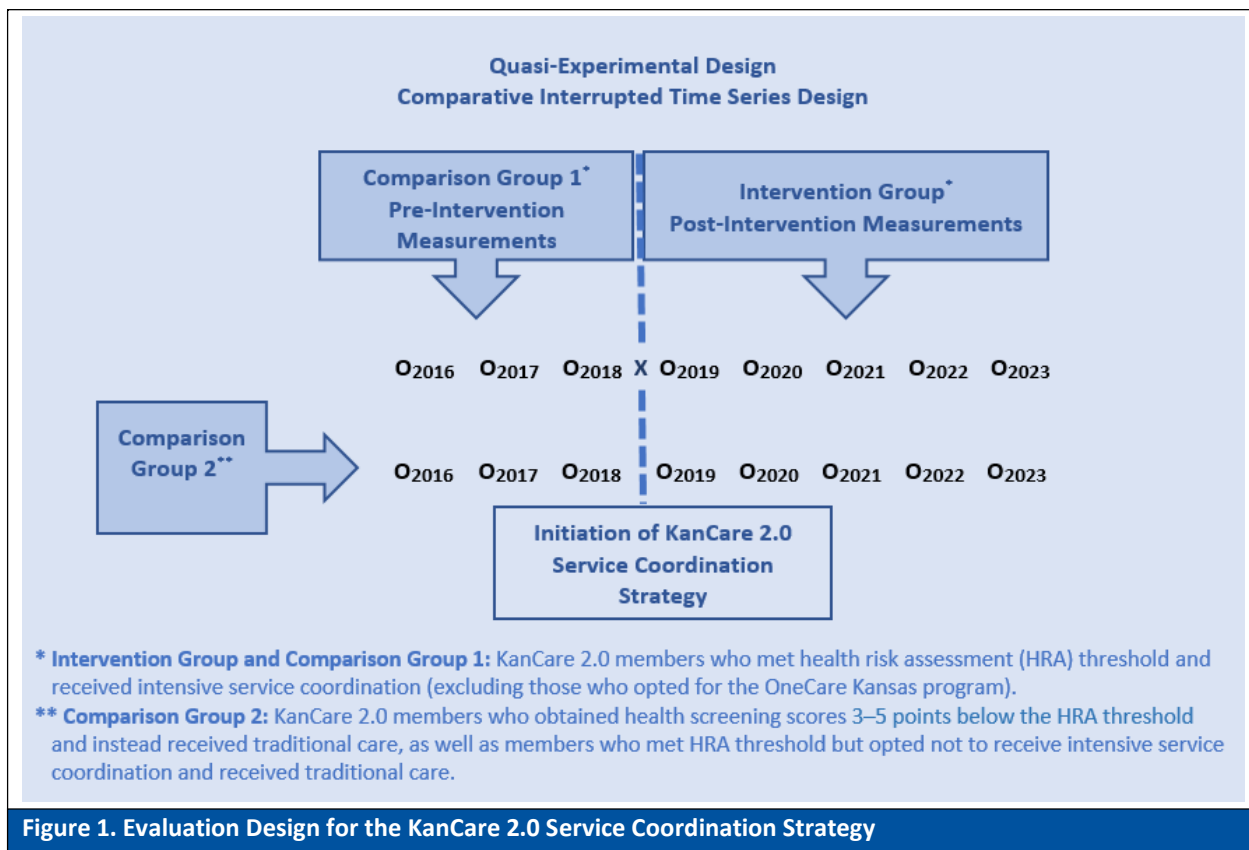 Quasi-Experimental Design
Comparative Interrupted Time Series Design
Comparison Group 1*
Pre-Intervention
Measurements
Intervention Group*
Post-Intervention Measurements
O2016 O2017 O2018 X O2019 O2020 O2021 O2022 O2023
Comparison
Group 2**
O2016 O2017 O2018 O2019 O2020 O2021 O2022 O2023
Initiation of KanCare 2.0
Service Coordination
Strategy
* Intervention Group and Comparison Group 1: KanCare 2.0 members who met health risk assessment (HRA) threshold and
received intensive service coordination (excluding those who opted for the OneCare Kansas program).
** Comparison Group 2: KanCare 2.0 members who obtained health screening scores 3–5 points below the HRA threshold
and instead received traditional care, as well as members who met HRA threshold but opted not to receive intensive service
coordination and received traditional care.
Figure 1. Evaluation Design for the KanCare 2.0 Service Coordination Strategy